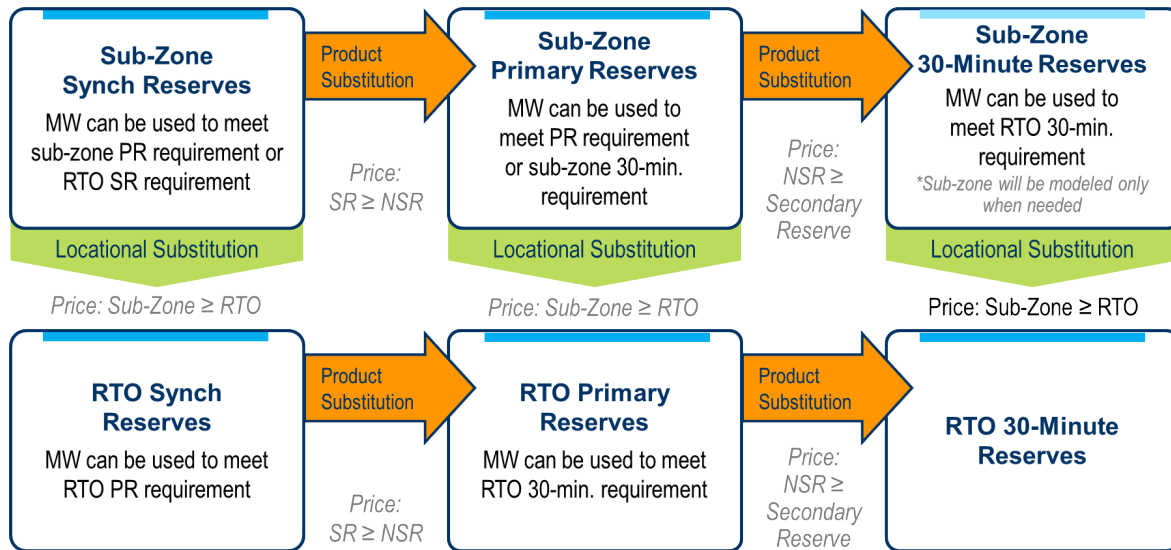 Sub-Zone
Synch Reserves
MW can be used to meet
sub-zone PR requirement or
RTO SR requirement
Product
Substitution
Price:
SR ≥ NSR
Sub-Zone
Primary Reserves
MW can be used to
meet PR requirement
or sub-zone 30-min.
requirement
Product
Substitution
Price:
NSR ≥
Secondary
Reserve
Sub-Zone
30-Minute Reserves
MW can be used to
meet RTO 30-min.
requirement
*Sub-zone will be modeled only
when needed
Locational Substitution
Locational Substitution
Locational Substitution
Price: Sub-Zone ≥ RTO
Price: Sub-Zone ≥ RTO
Price: Sub-Zone ≥ RTO
RTO Synch
Reserves
MW can be used to meet
RTO PR requirement
Product
Substitution
Price:
SR ≥ NSR
RTO Primary
Reserves
MW can be used to meet
RTO 30-min. requirement
Product
Substitution
Price:
NSR ≥
Secondary
Reserve
RTO 30-Minute
Reserves